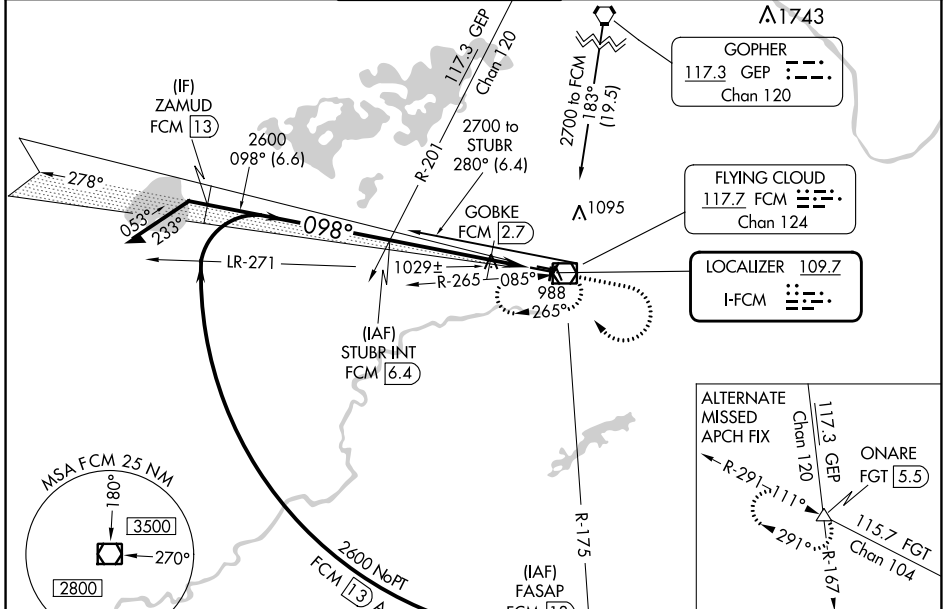 117.3 GEP
Chan 120
1743
GOPHER
117.3 GEP
Chan 120
(IF)
ZAMUD
FCM 13
2600
098° (6.6)
2700 to
STUBR
280° (6.4)
R-201
2700 to FCM
183°
(19.5)
278°
053°
233°
098°
GOBKE
FCM 2.7
1095
FLYING CLOUD
117.7 FCM
Chan 124
LR-271
1029±
R-265
085°
988
265°
LOCALIZER 109.7
I-FCM
(IAF)
STUBR INT
FCM 6.4
ALTERNATE
MISSED
APCH FIX
117.3 GEP
Chan 120
ONARE
FGT 5.5
R-291
111°
291°
R-167
115.7 FGT
Chan 104
MSA FCM 25 NM
180°
3500
270°
2800
2600 NoPT
FCM 13 A
R-175
(IAF)
FASAP